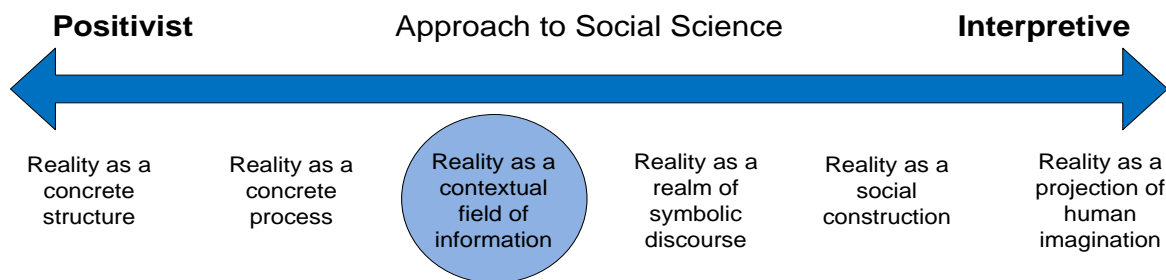 Positivist Approach to Social Science Interpretive
Reality as a
concrete
structure
Reality as a
concrete
process
Reality as a
contextual
field of
information
Reality as a
realm of
symbolic
discourse
Reality as a
social
construction
Reality as a
projection of
human
imagination